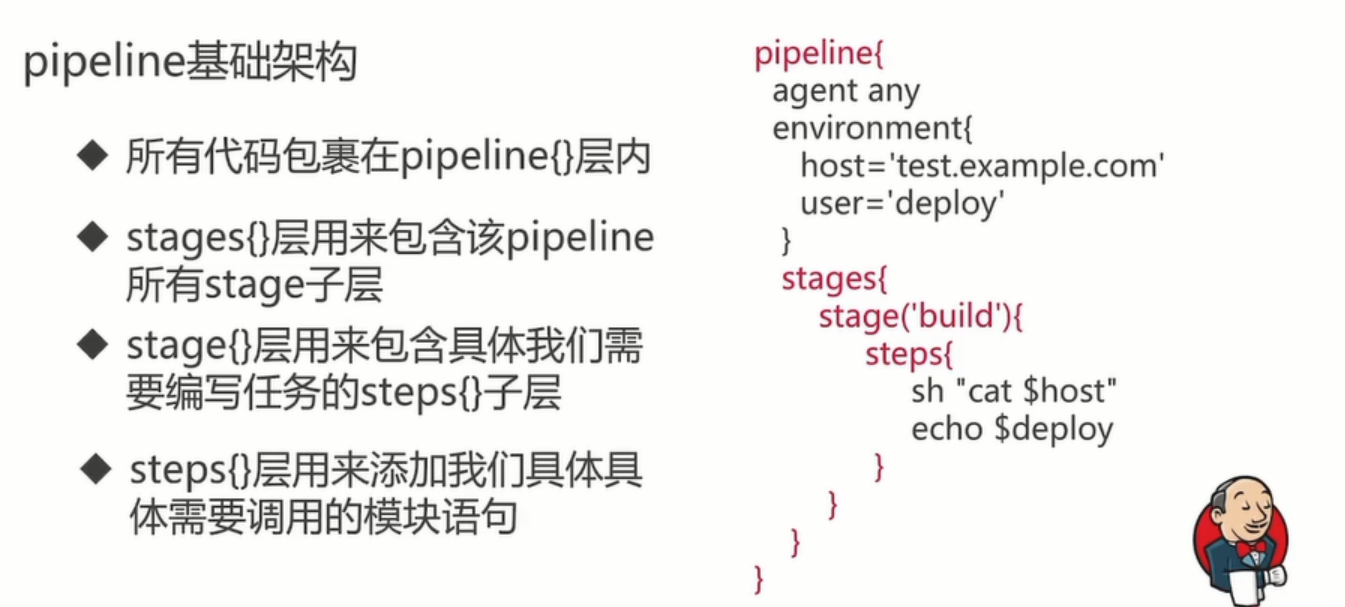 pipeline基础架构
◆ 所有代码包裹在pipeline{}层内
◆ stages{}层用来包含该pipeline
所有stage子层
◆ stage{}层用来包含具体我们需
要编写任务的steps{}子层
◆ steps{}层用来添加我们具体具
体需要调用的模块语句
pipeline{
agent any
environment{
host='test.example.com'
user='deploy'
}
stages{
stage('build'){
steps{
sh "cat $host"
echo $deploy
}
}
}
}